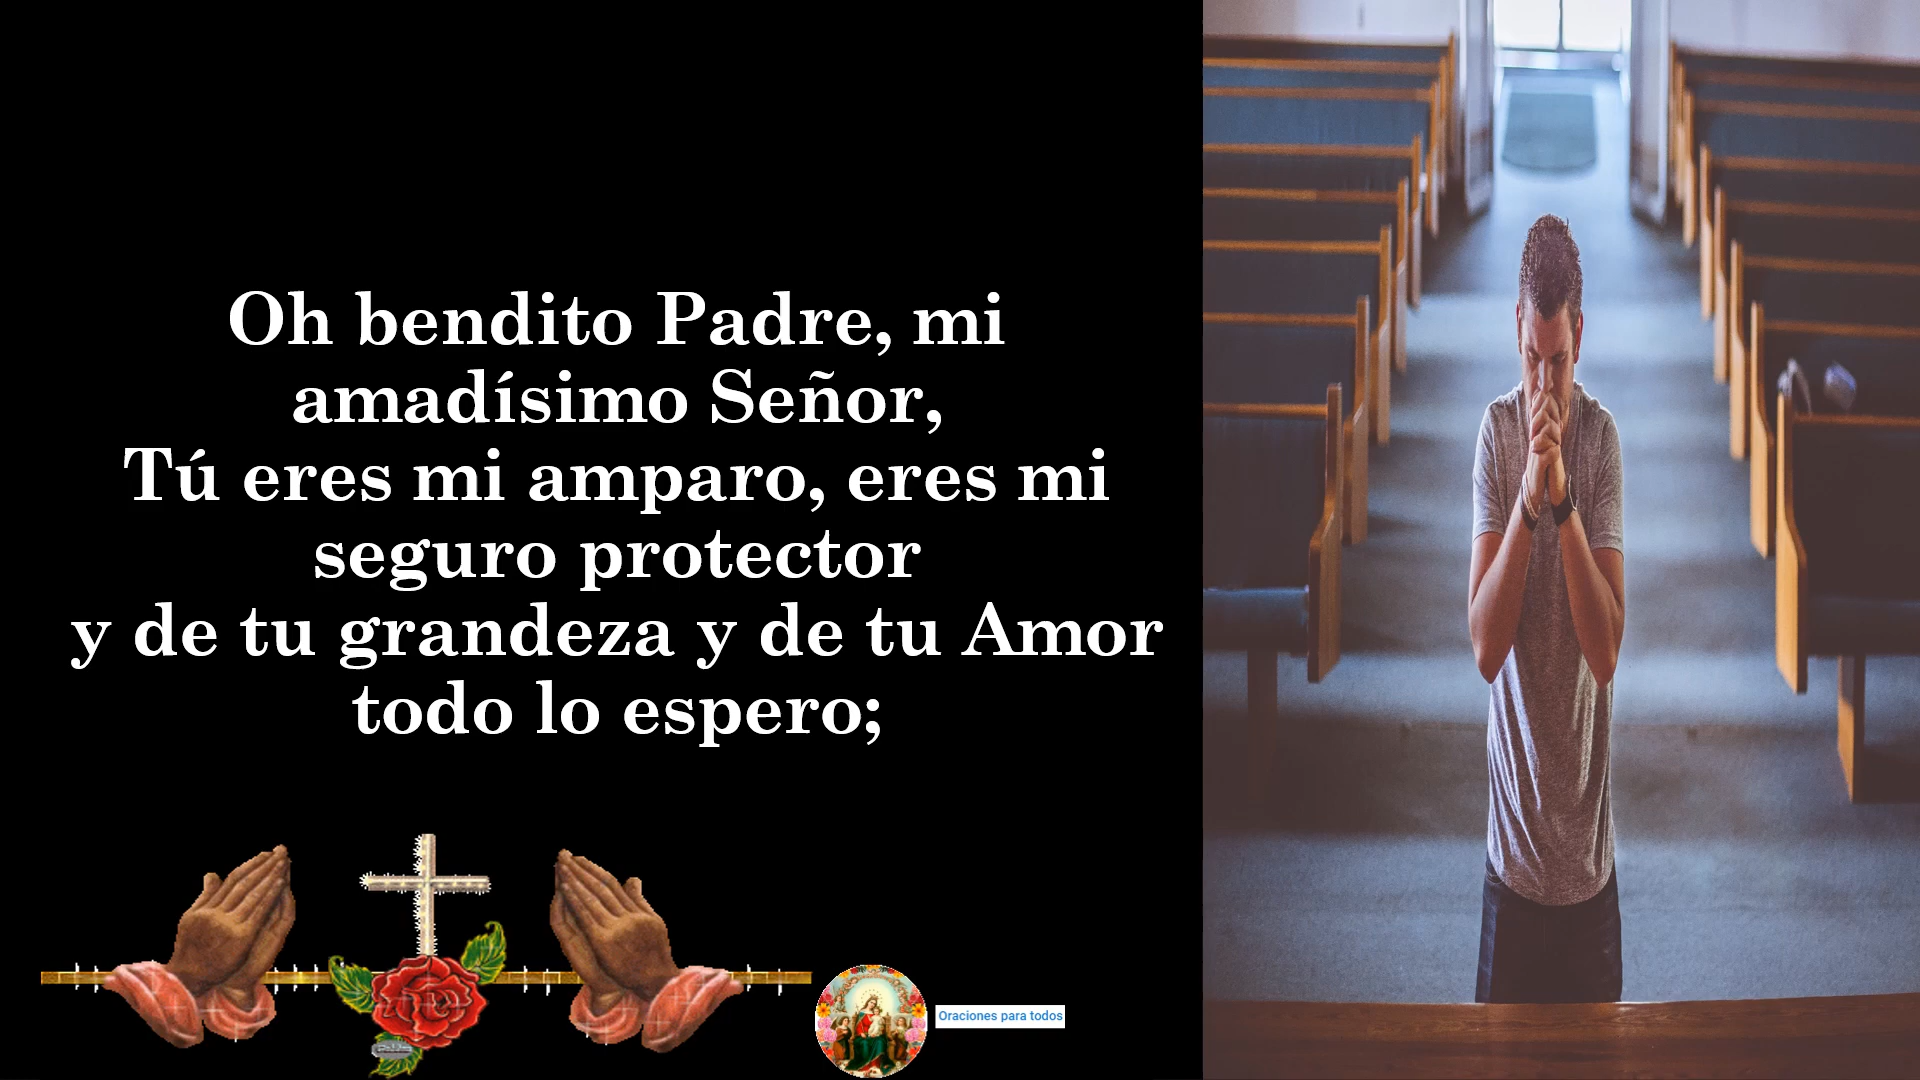 Oh bendito Padre, mi
amadísimo Señor,
Tú eres mi amparo, eres mi
seguro protector
y de tu grandeza y de tu Amor
todo lo espero;
Oraciones para todos